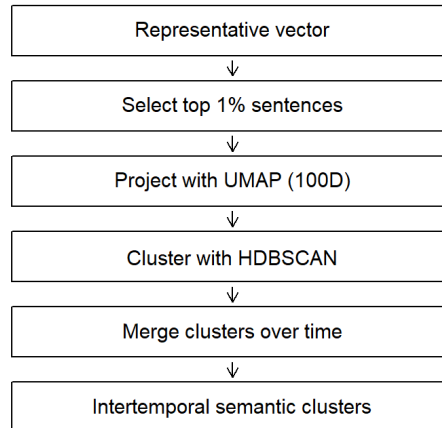 Representative vector
Select top 1% sentences
Project with UMAP (100D)
Cluster with HDBSCAN
Merge clusters over time
Intertemporal semantic clusters